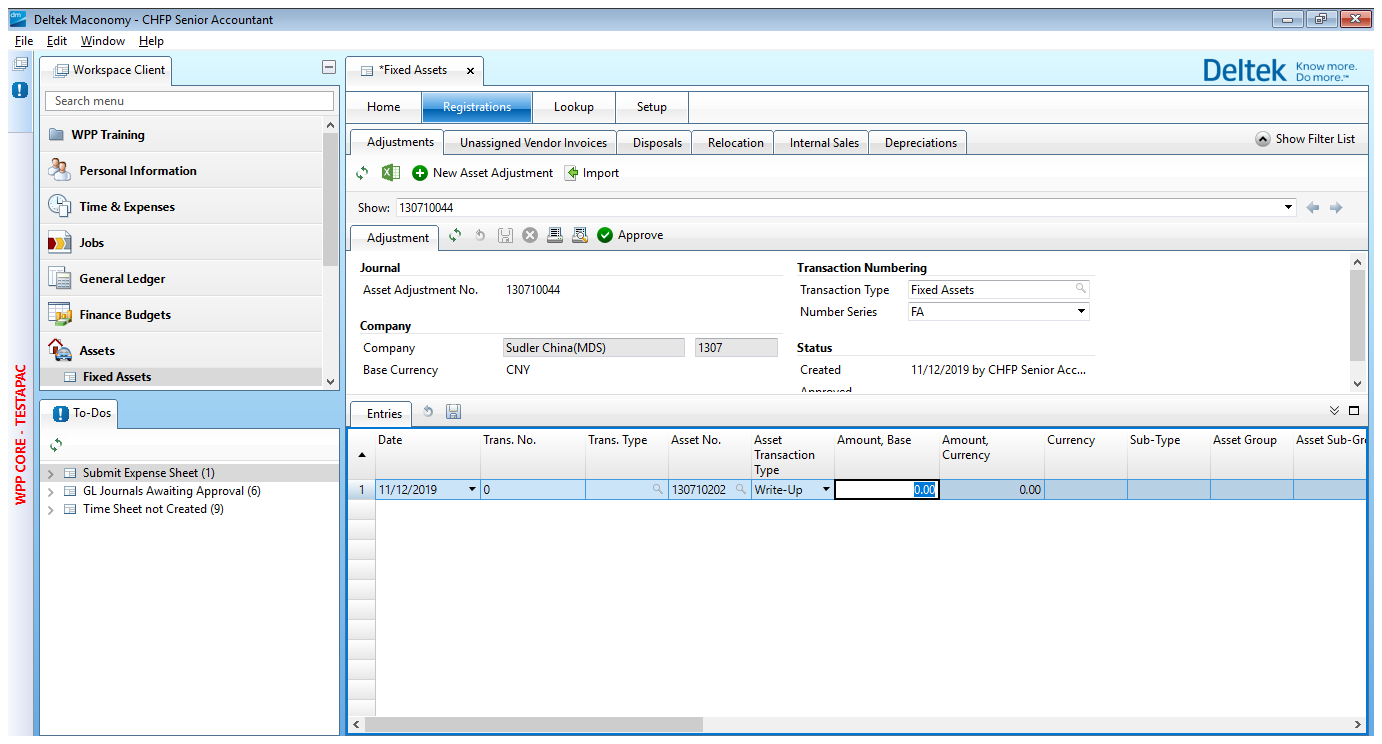 Deltek Maconomy - CHFP Senior Accountant
File Edit Window Help
Workspace Client
*Fixed Assets
Deltek Know more. Do more.™
Search menu
Home Registrations Lookup Setup
WPP Training
Personal Information
Time & Expenses
Jobs
General Ledger
Finance Budgets
Assets
Fixed Assets
Adjustments Unassigned Vendor Invoices Disposals Relocation Internal Sales Depreciations
Show Filter List
New Asset Adjustment Import
Show: 130710044
Adjustment Approve
Journal
Asset Adjustment No. 130710044
Company
Company Sudler China(MDS) 1307
Base Currency CNY
Transaction Numbering
Transaction Type Fixed Assets
Number Series FA
Status
Created 11/12/2019 by CHFP Senior Acc...
Approved
WPP CORE - TESTAPAC
To-Dos
Submit Expense Sheet (1)
GL Journals Awaiting Approval (6)
Time Sheet not Created (9)
Entries
Date Trans. No. Trans. Type Asset No. Asset Transaction Type Amount, Base Amount, Currency Currency Sub-Type Asset Group Asset Sub-Gr
1 11/12/2019 0 130710202 Write-Up 0.00 0.00